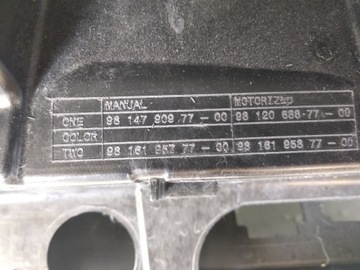 MANUAL MOTORIZED
ONE 98 147 909 77-00 98 120 688-77-00
COLOR
TWO 98 161 957 77-00 98 161 958 77-00